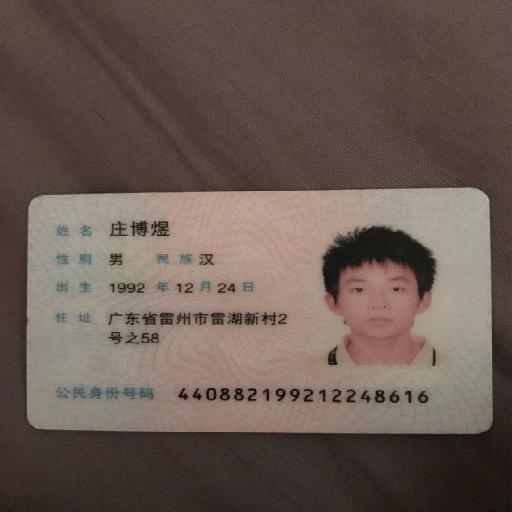 姓名 庄博煜
性别 男 民族 汉
出生 1992 年 12 月 24 日
住址 广东省雷州市雷湖新村2
号之58
公民身份号码 440882199212248616